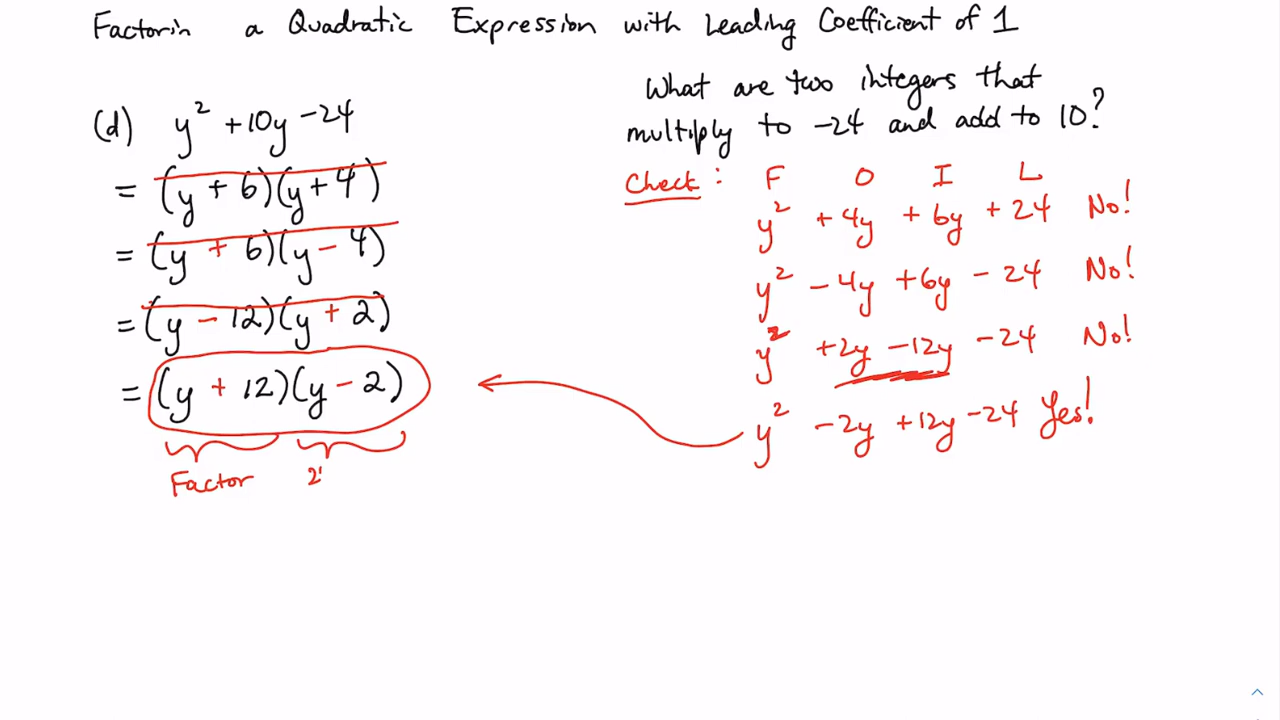 Factorin a Quadratic Expression with Leading Coefficient of 1
What are two integers that
multiply to -24 and add to 10?
(d) y² + 10y - 24
= (y + 6)(y + 4)
= (y + 6)(y - 4)
= (y - 12)(y + 2)
= (y + 12)(y - 2)
Factor 2'
Check: F O I L
y² + 4y + 6y + 24 No!
y² - 4y + 6y - 24 No!
y² + 2y - 12y - 24 No!
y² - 2y + 12y - 24 Yes!